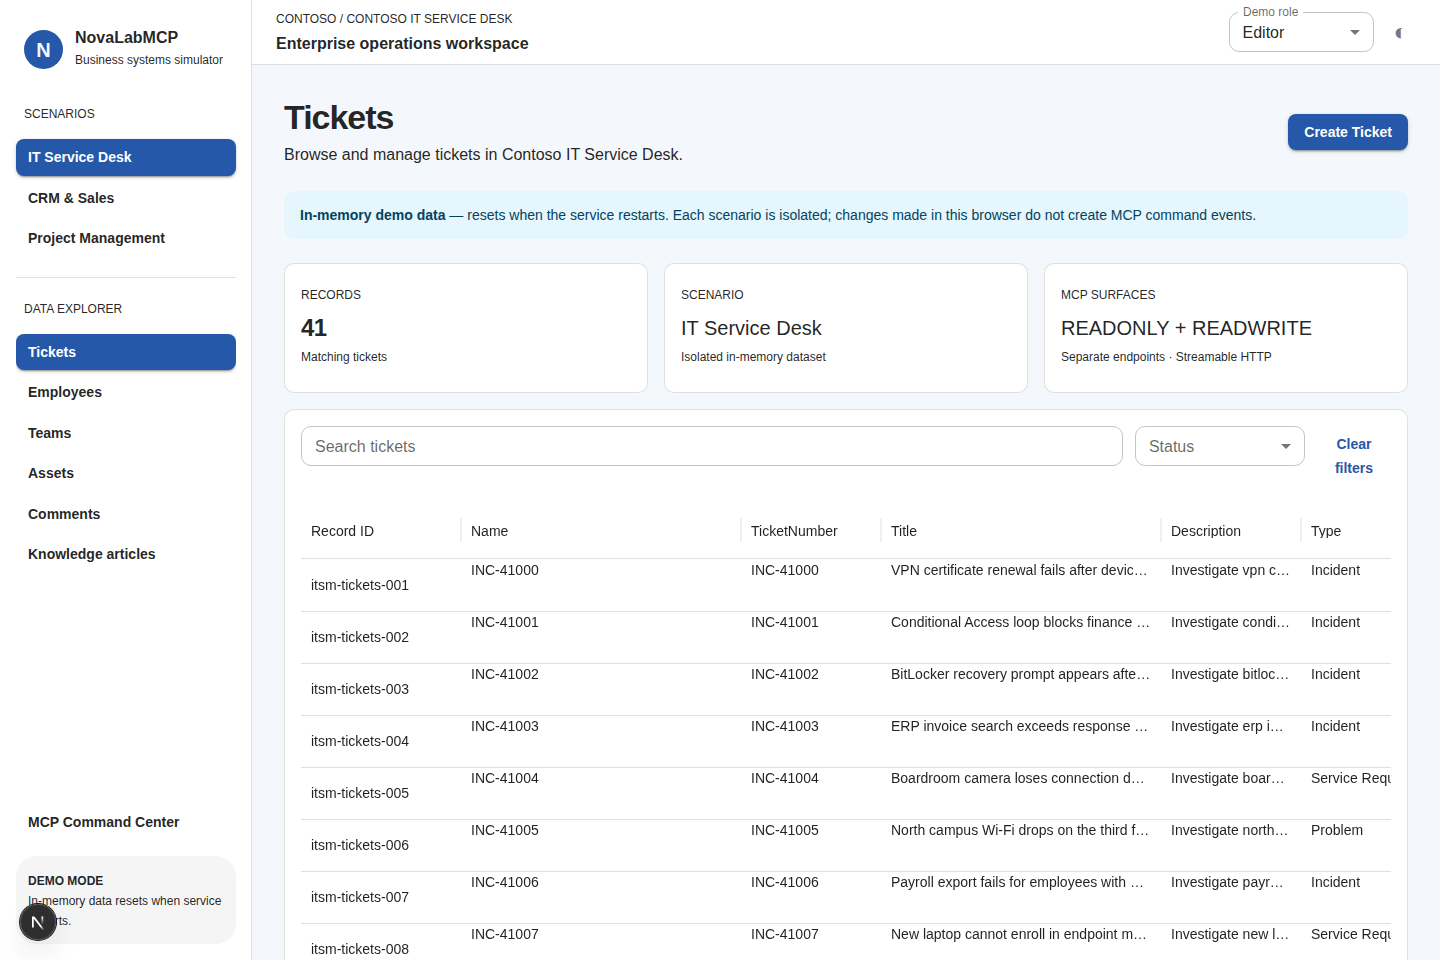 N
NovaLabMCP
Business systems simulator
SCENARIOS
IT Service Desk
CRM & Sales
Project Management
DATA EXPLORER
Tickets
Employees
Teams
Assets
Comments
Knowledge articles
MCP Command Center
DEMO MODE
In-memory data resets when service
rts.
N
CONTOSO / CONTOSO IT SERVICE DESK
Enterprise operations workspace
Demo role
Editor
Tickets
Browse and manage tickets in Contoso IT Service Desk.
Create Ticket
In-memory demo data — resets when the service restarts. Each scenario is isolated; changes made in this browser do not create MCP command events.
RECORDS
41
Matching tickets
SCENARIO
IT Service Desk
Isolated in-memory dataset
MCP SURFACES
READONLY + READWRITE
Separate endpoints · Streamable HTTP
Search tickets
Status
Clear
filters
Record ID Name TicketNumber Title Description Type
itsm-tickets-001 INC-41000 INC-41000 VPN certificate renewal fails after devic… Investigate vpn c… Incident
itsm-tickets-002 INC-41001 INC-41001 Conditional Access loop blocks finance … Investigate condi… Incident
itsm-tickets-003 INC-41002 INC-41002 BitLocker recovery prompt appears afte… Investigate bitloc… Incident
itsm-tickets-004 INC-41003 INC-41003 ERP invoice search exceeds response … Investigate erp i… Incident
itsm-tickets-005 INC-41004 INC-41004 Boardroom camera loses connection d… Investigate boar… Service Requ
itsm-tickets-006 INC-41005 INC-41005 North campus Wi-Fi drops on the third f… Investigate north… Problem
itsm-tickets-007 INC-41006 INC-41006 Payroll export fails for employees with … Investigate payr… Incident
itsm-tickets-008 INC-41007 INC-41007 New laptop cannot enroll in endpoint m… Investigate new l… Service Requ